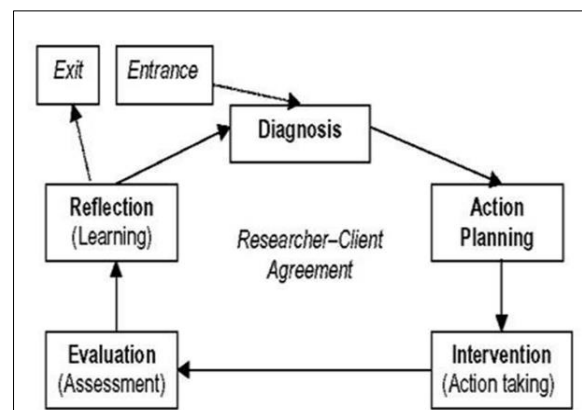 Exit
Entrance
Diagnosis
Reflection
(Learning)
Action
Planning
Researcher–Client
Agreement
Evaluation
(Assessment)
Intervention
(Action taking)